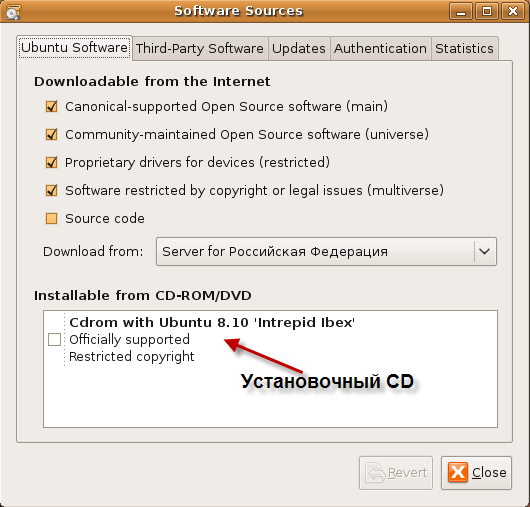 Software Sources
Ubuntu Software
Third-Party Software
Updates
Authentication
Statistics
Downloadable from the Internet
Canonical-supported Open Source software (main)
Community-maintained Open Source software (universe)
Proprietary drivers for devices (restricted)
Software restricted by copyright or legal issues (multiverse)
Source code
Download from: Server for Российская Федерация
Installable from CD-ROM/DVD
Cdrom with Ubuntu 8.10 'Intrepid Ibex'
Officially supported
Restricted copyright
Установочный CD
Revert
Close